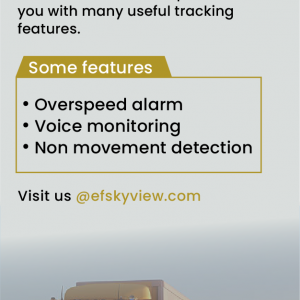 you with many useful tracking
features.
Some features
• Overspeed alarm
• Voice monitoring
• Non movement detection
Visit us @efskyview.com